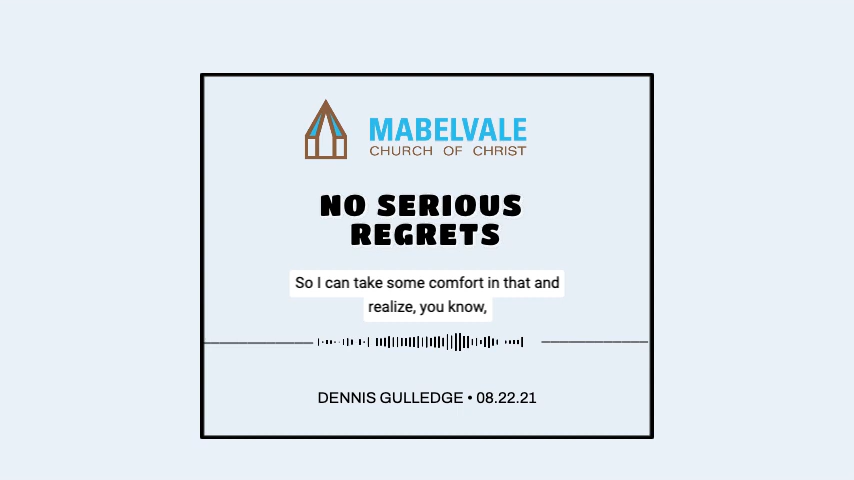 MABELVALE
CHURCH OF CHRIST
NO SERIOUS
REGRETS
So I can take some comfort in that and
realize, you know,
DENNIS GULLEDGE • 08.22.21